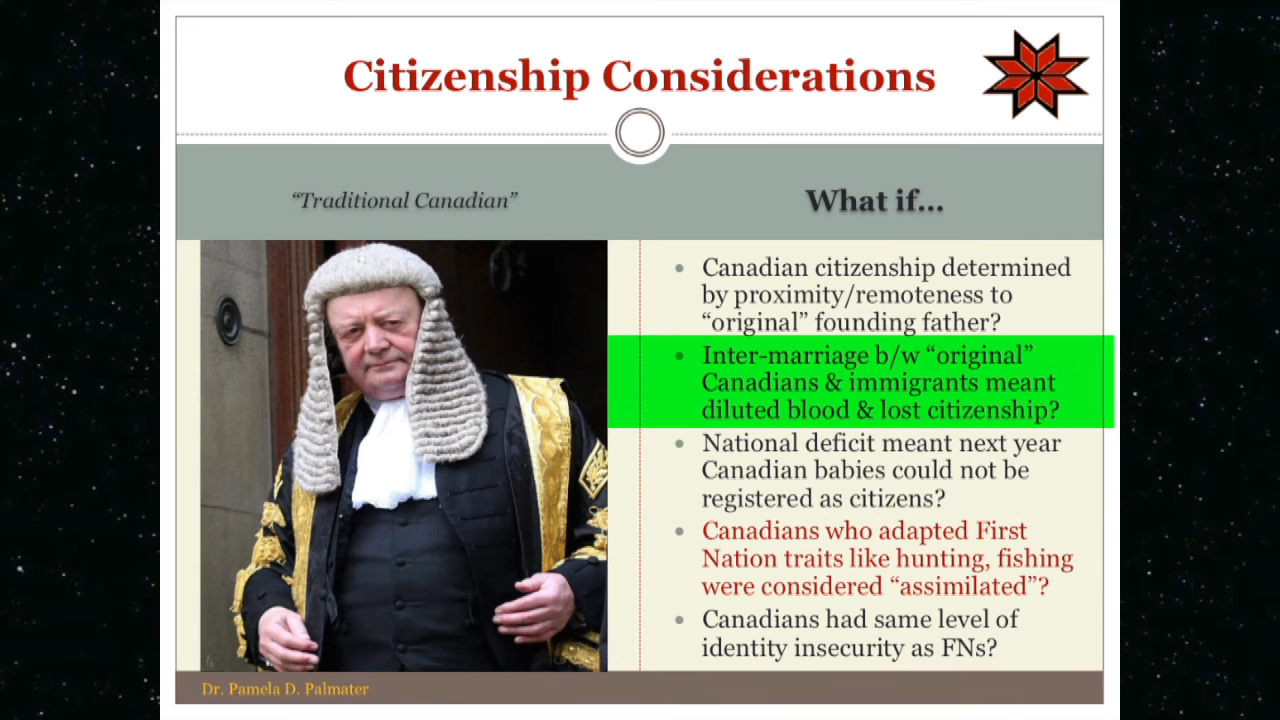 Citizenship Considerations
“Traditional Canadian”
What if...
• Canadian citizenship determined
by proximity/remoteness to
“original” founding father?
• Inter-marriage b/w “original”
Canadians & immigrants meant
diluted blood & lost citizenship?
• National deficit meant next year
Canadian babies could not be
registered as citizens?
• Canadians who adapted First
Nation traits like hunting, fishing
were considered “assimilated”?
• Canadians had same level of
identity insecurity as FNs?
Dr. Pamela D. Palmater